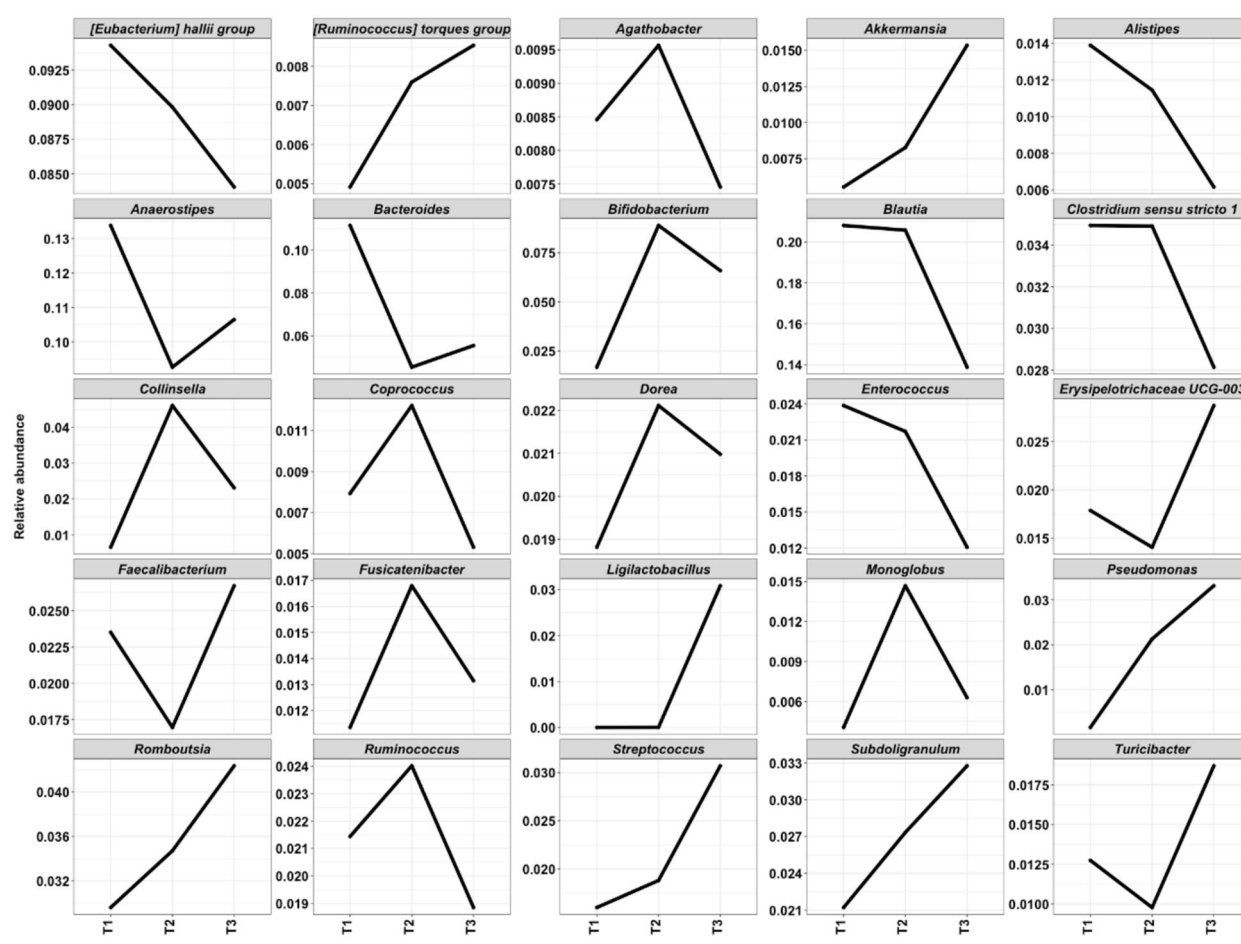 [Eubacterium] hallii group
[Ruminococcus] torques group
Agathobacter
Akkermansia
Alistipes
0.0925
0.0900
0.0875
0.0850
0.008
0.007
0.006
0.005
0.0095
0.0090
0.0085
0.0080
0.0075
0.0150
0.0125
0.0100
0.0075
0.014
0.012
0.010
0.008
0.006
Anaerostipes
Bacteroides
Bifidobacterium
Blautia
Clostridium sensu stricto 1
0.13
0.12
0.11
0.10
0.10
0.08
0.06
0.075
0.050
0.025
0.20
0.18
0.16
0.14
0.034
0.032
0.030
0.028
Collinsella
Coprococcus
Dorea
Enterococcus
Erysipelotrichaceae UCG-003
0.04
0.03
0.02
0.01
0.011
0.009
0.007
0.005
0.022
0.021
0.020
0.019
0.024
0.021
0.018
0.015
0.012
0.025
0.020
0.015
Relative abundance
Faecalibacterium
Fusicatenibacter
Ligilactobacillus
Monoglobus
Pseudomonas
0.0250
0.0225
0.0200
0.0175
0.017
0.016
0.015
0.014
0.013
0.012
0.03
0.02
0.01
0.00
0.015
0.012
0.009
0.006
0.03
0.02
0.01
Romboutsia
Ruminococcus
Streptococcus
Subdoligranulum
Turicibacter
0.040
0.036
0.032
0.024
0.023
0.022
0.021
0.020
0.019
0.030
0.020
0.033
0.030
0.027
0.024
0.021
0.0175
0.0150
0.0125
0.0100
T1
T2
T3
T1
T2
T3
T1
T2
T3
T1
T2
T3
T1
T2
T3